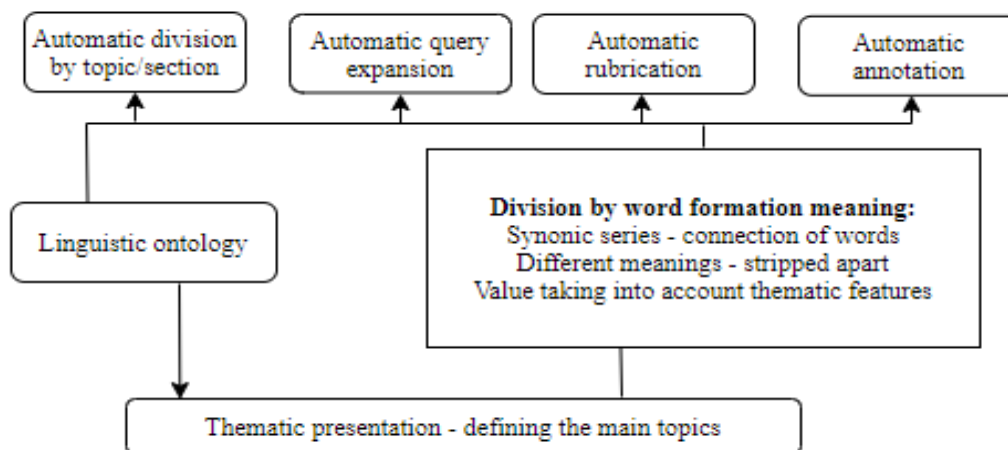 Automatic division
by topic/section
Automatic query
expansion
Automatic
rubrication
Automatic
annotation
Linguistic ontology
Division by word formation meaning:
Synonic series - connection of words
Different meanings - stripped apart
Value taking into account thematic features
Thematic presentation - defining the main topics